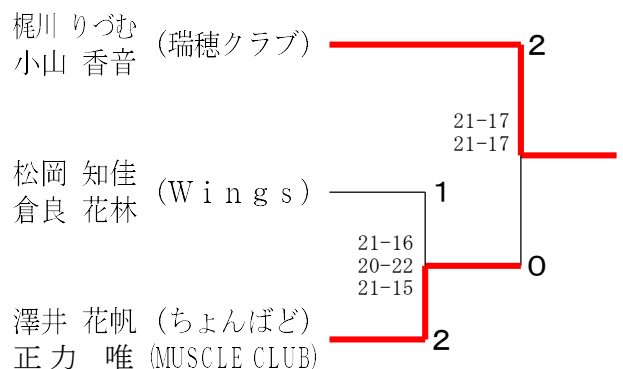 梶川 りづむ (瑞穂クラブ) 2
小山 香音
21-17
21-17
松岡 知佳 (Wings) 1
倉良 花林
21-16
20-22
21-15
0
澤井 花帆 (ちょんばど)
正力 唯 (MUSCLE CLUB) 2